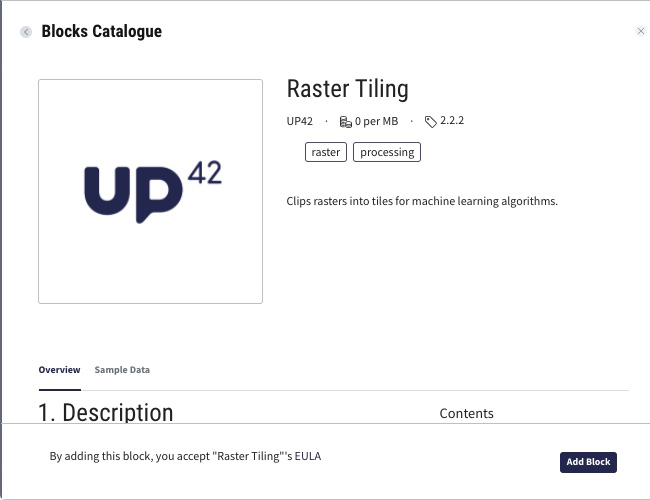 Blocks Catalogue
UP42
Raster Tiling
UP42 · 0 per MB · 2.2.2
raster processing
Clips rasters into tiles for machine learning algorithms.
Overview Sample Data
1. Description
Contents
By adding this block, you accept "Raster Tiling"'s EULA
Add Block